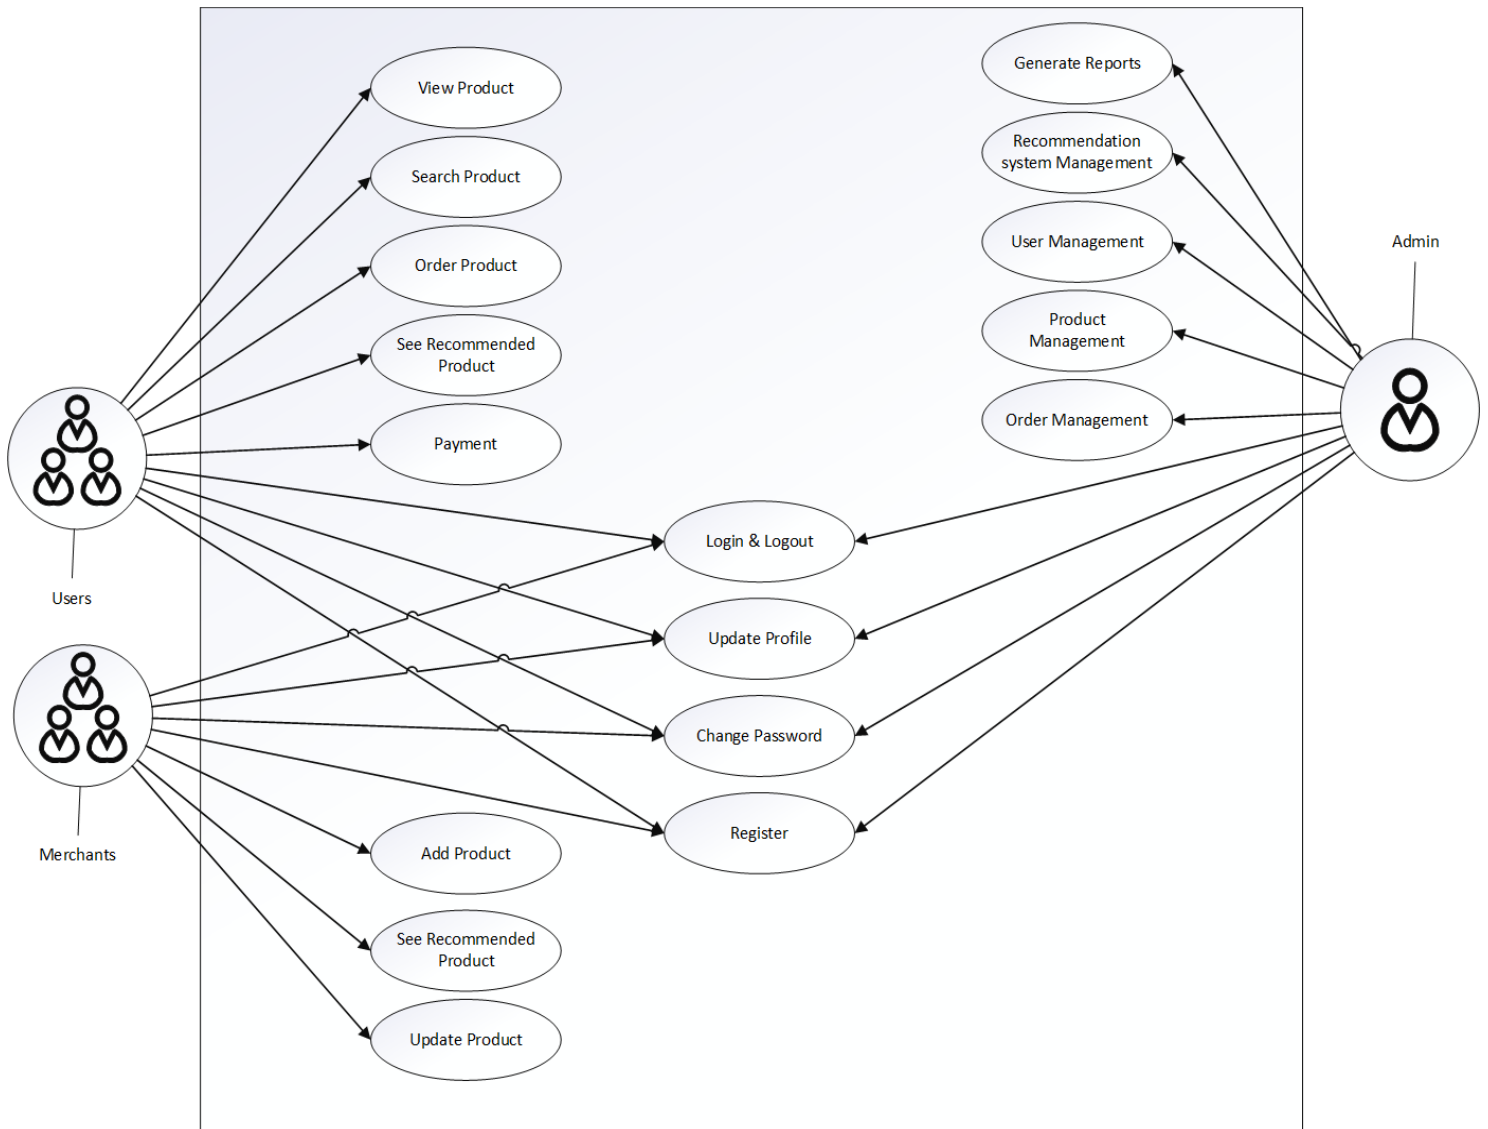 View Product
Search Product
Order Product
See Recommended
Product
Payment
Generate Reports
Recommendation
system Management
User Management
Product
Management
Order Management
Admin
Users
Merchants
Login & Logout
Update Profile
Change Password
Register
Add Product
See Recommended
Product
Update Product